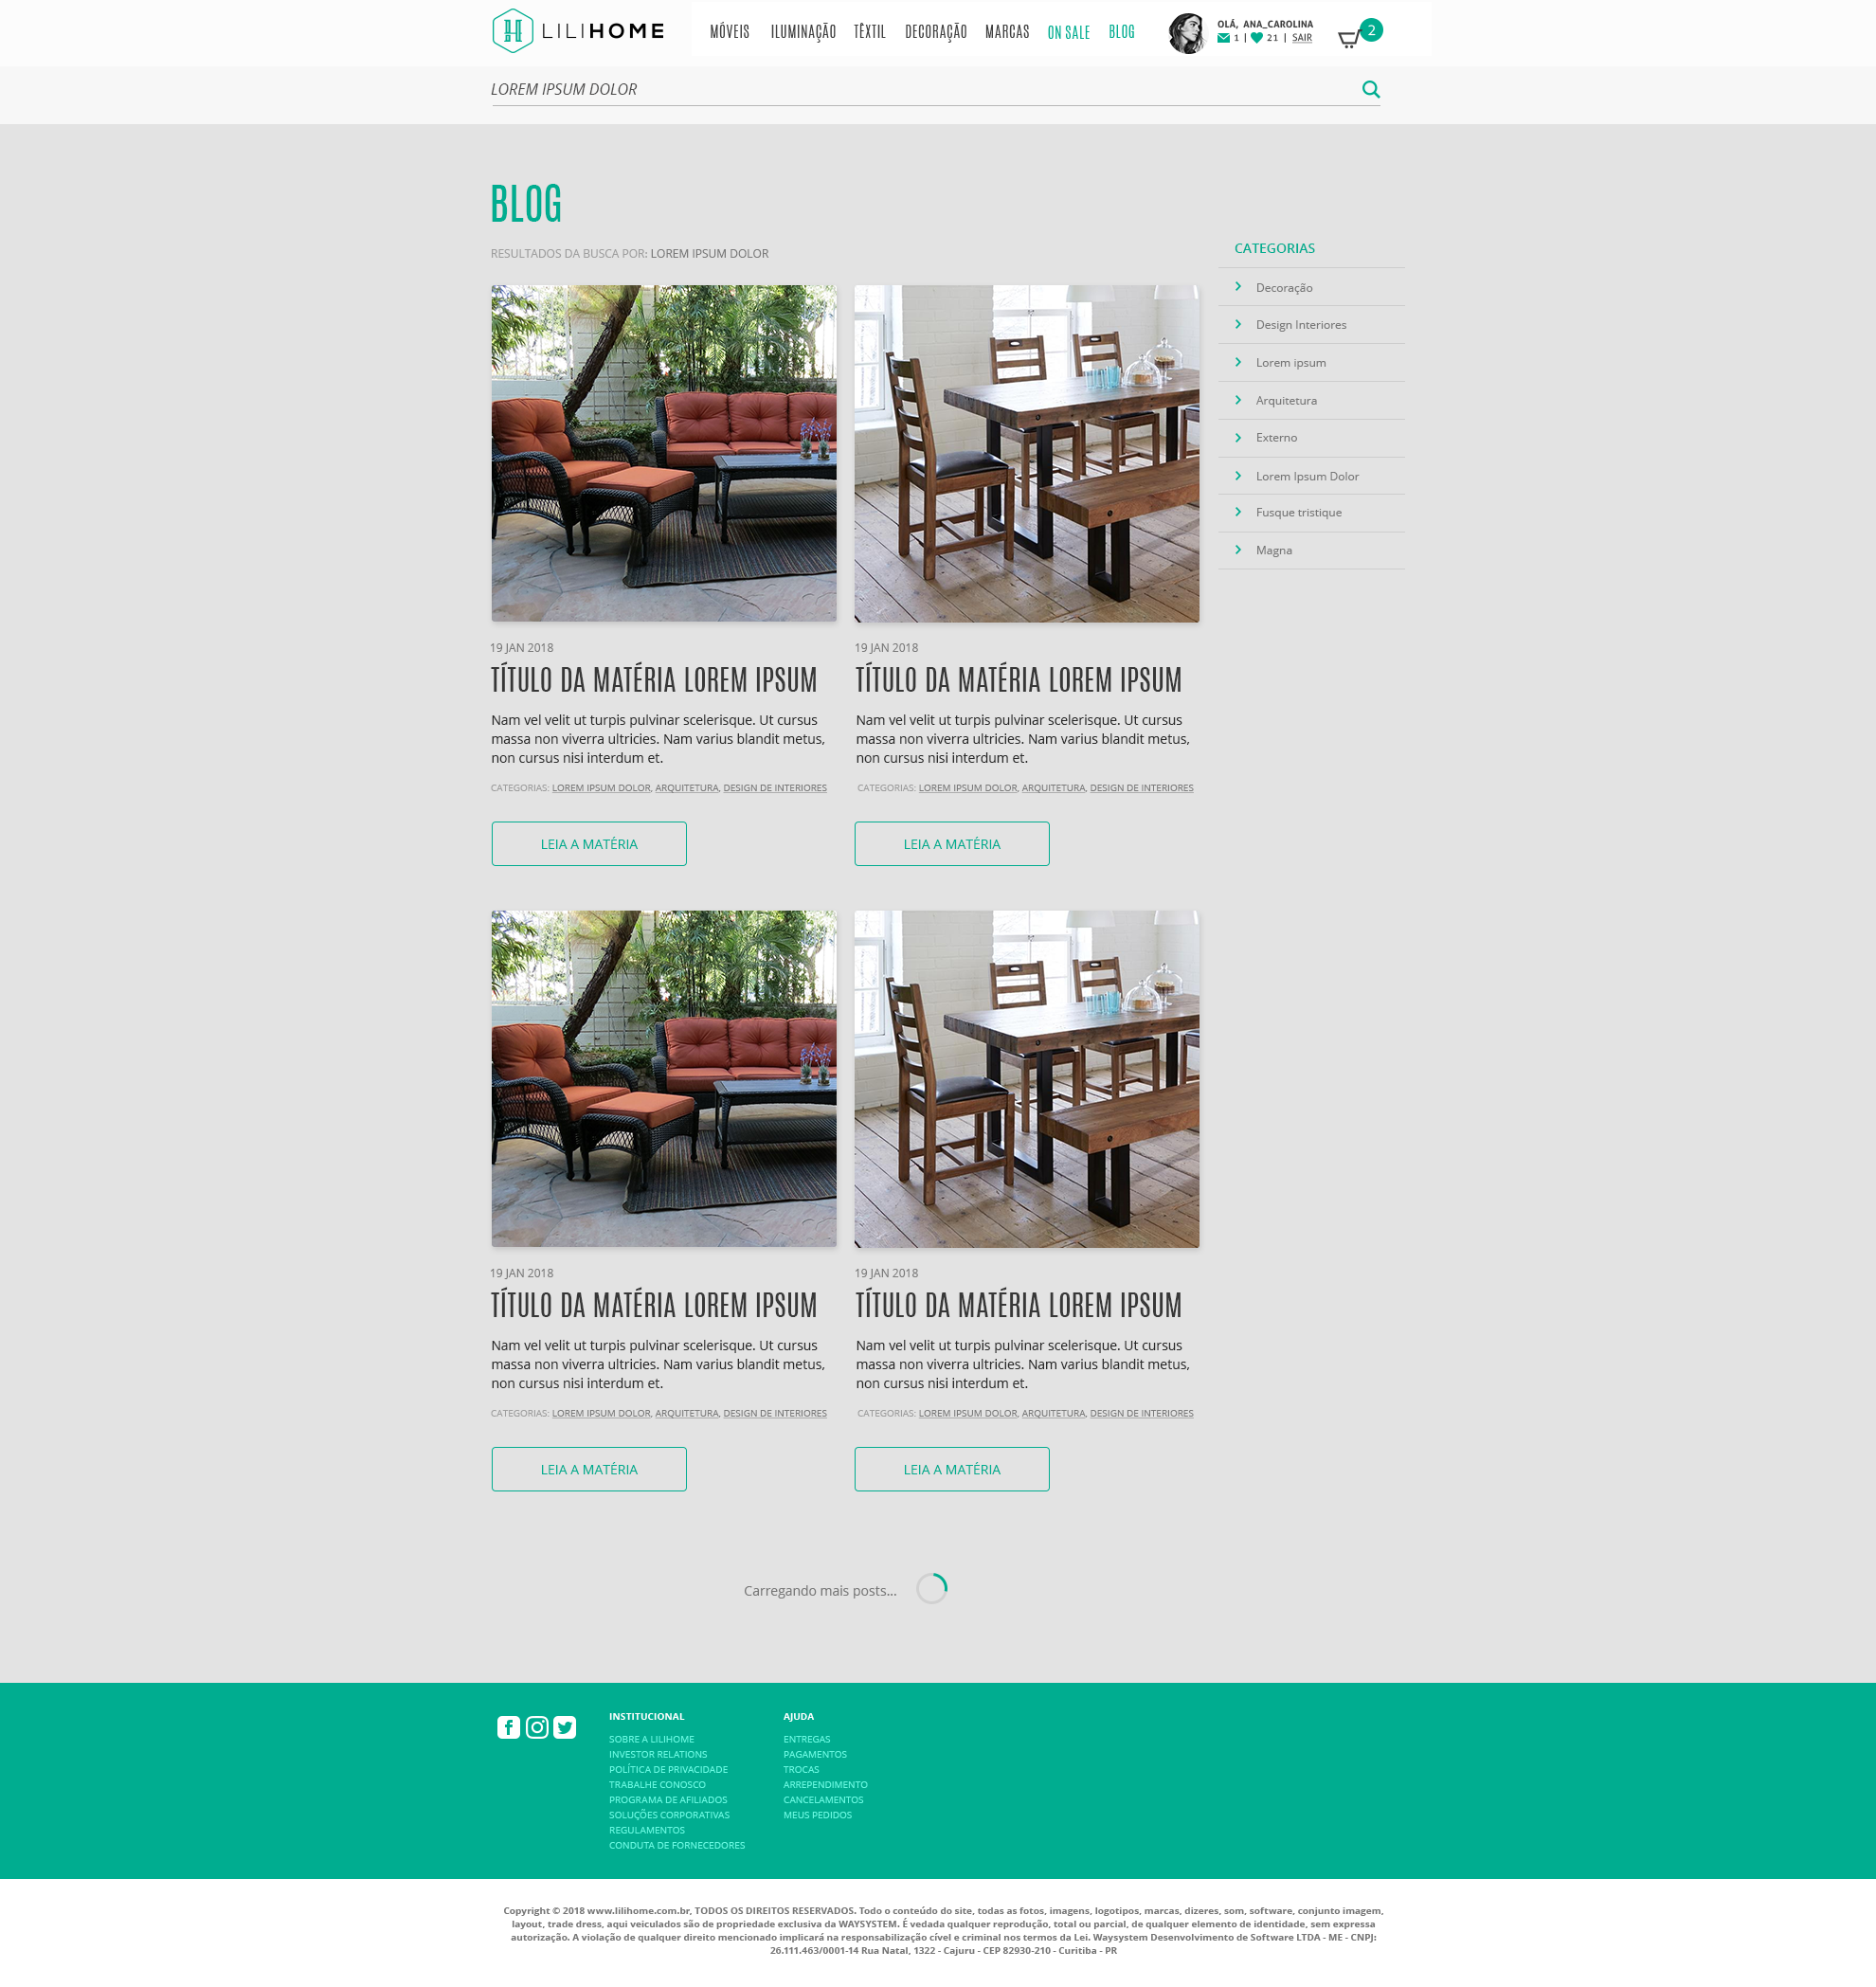 LILIHOME
MÓVEIS ILUMINAÇÃO TÊXTIL DECORAÇÃO MARCAS ON SALE BLOG
OLÁ, ANA_CAROLINA
1 | 21 | SAIR
2
LOREM IPSUM DOLOR
BLOG
RESULTADOS DA BUSCA POR: LOREM IPSUM DOLOR
CATEGORIAS
Decoração
Design Interiores
Lorem ipsum
Arquitetura
Externo
Lorem Ipsum Dolor
Fusque tristique
Magna
19 JAN 2018
TÍTULO DA MATÉRIA LOREM IPSUM
Nam vel velit ut turpis pulvinar scelerisque. Ut cursus
massa non viverra ultricies. Nam varius blandit metus,
non cursus nisi interdum et.
CATEGORIAS: LOREM IPSUM DOLOR, ARQUITETURA, DESIGN DE INTERIORES
LEIA A MATÉRIA
19 JAN 2018
TÍTULO DA MATÉRIA LOREM IPSUM
Nam vel velit ut turpis pulvinar scelerisque. Ut cursus
massa non viverra ultricies. Nam varius blandit metus,
non cursus nisi interdum et.
CATEGORIAS: LOREM IPSUM DOLOR, ARQUITETURA, DESIGN DE INTERIORES
LEIA A MATÉRIA
19 JAN 2018
TÍTULO DA MATÉRIA LOREM IPSUM
Nam vel velit ut turpis pulvinar scelerisque. Ut cursus
massa non viverra ultricies. Nam varius blandit metus,
non cursus nisi interdum et.
CATEGORIAS: LOREM IPSUM DOLOR, ARQUITETURA, DESIGN DE INTERIORES
LEIA A MATÉRIA
19 JAN 2018
TÍTULO DA MATÉRIA LOREM IPSUM
Nam vel velit ut turpis pulvinar scelerisque. Ut cursus
massa non viverra ultricies. Nam varius blandit metus,
non cursus nisi interdum et.
CATEGORIAS: LOREM IPSUM DOLOR, ARQUITETURA, DESIGN DE INTERIORES
LEIA A MATÉRIA
Carregando mais posts...
INSTITUCIONAL
SOBRE A LILIHOME
INVESTOR RELATIONS
POLÍTICA DE PRIVACIDADE
TRABALHE CONOSCO
PROGRAMA DE AFILIADOS
SOLUÇÕES CORPORATIVAS
REGULAMENTOS
CONDUTA DE FORNECEDORES
AJUDA
ENTREGAS
PAGAMENTOS
TROCAS
ARREPENDIMENTO
CANCELAMENTOS
MEUS PEDIDOS
Copyright © 2018 www.lilihome.com.br, TODOS OS DIREITOS RESERVADOS. Todo o conteúdo do site, todas as fotos, imagens, logotipos, marcas, dizeres, som, software, conjunto imagem,
layout, trade dress, aqui veiculados são de propriedade exclusiva da WAYSYSTEM. É vedada qualquer reprodução, total ou parcial, de qualquer elemento de identidade, sem expressa
autorização. A violação de qualquer direito mencionado implicará na responsabilização cível e criminal nos termos da Lei. Waysystem Desenvolvimento de Software LTDA - ME - CNPJ:
26.111.463/0001-14 Rua Natal, 1322 - Cajuru - CEP 82930-210 - Curitiba - PR